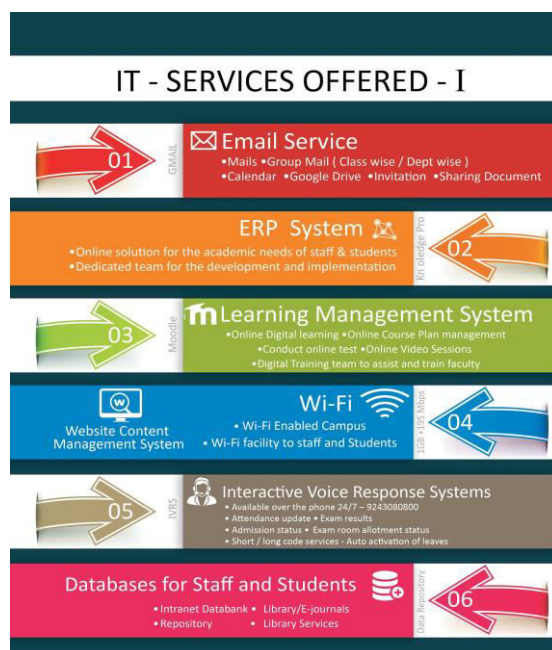 IT - SERVICES OFFERED - I
01
GMAIL
Email Service
•Mails •Group Mail ( Class wise / Dept wise )
•Calendar •Google Drive •Invitation •Sharing Document
ERP System
•Online solution for the academic needs of staff & students
•Dedicated team for the development and implementation
Kn oledge Pro
02
03
Moodle
m Learning Management System
•Online Digital learning •Online Course Plan management
•Conduct online test •Online Video Sessions
•Digital Training team to assist and train faculty
W
Website Content
Management System
Wi-Fi
• Wi-Fi Enabled Campus
• Wi-Fi facility to staff and Students
1GB +195 Mbps
04
05
IVRS
Interactive Voice Response Systems
• Available over the phone 24/7 – 9243080800
• Attendance update • Exam results
• Admission status • Exam room allotment status
• Short / long code services - Auto activation of leaves
Databases for Staff and Students
• Intranet Databank • Library/E-journals
•Repository • Library Services
Data Repository
06